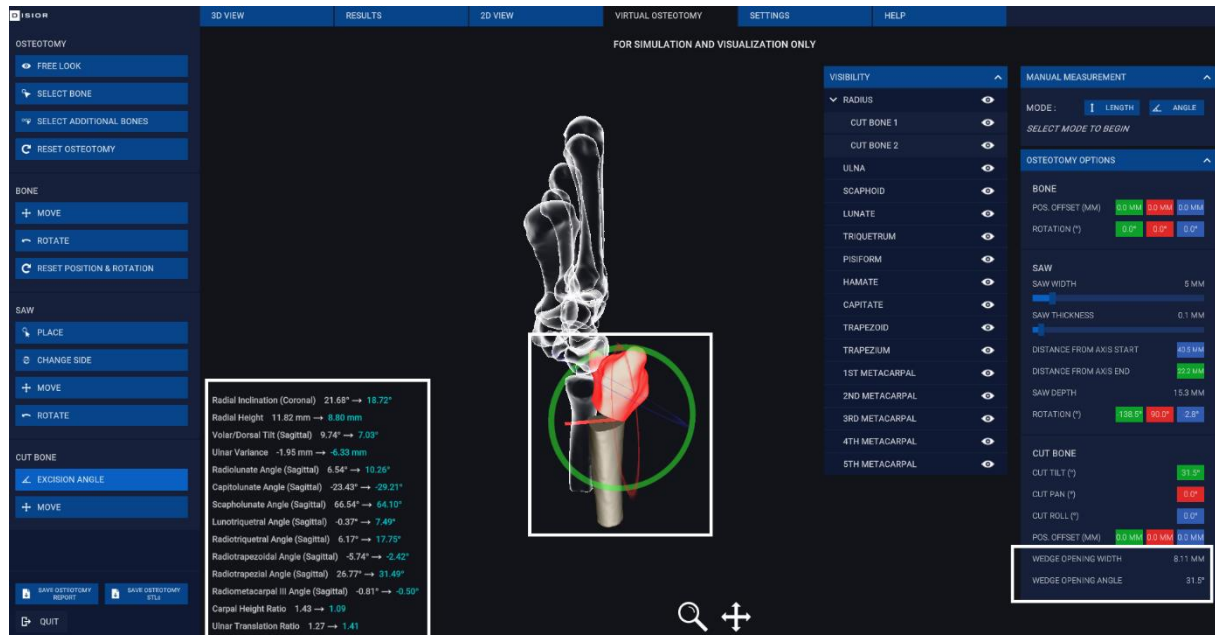 DISIOR
3D VIEW
RESULTS
2D VIEW
VIRTUAL OSTEOTOMY
SETTINGS
HELP
FOR SIMULATION AND VISUALIZATION ONLY
OSTEOTOMY
FREE LOOK
SELECT BONE
SELECT ADDITIONAL BONES
RESET OSTEOTOMY
BONE
MOVE
ROTATE
RESET POSITION & ROTATION
SAW
PLACE
CHANGE SIDE
MOVE
ROTATE
CUT BONE
EXCISION ANGLE
MOVE
SAVE OSTEOTOMY
REPORT
SAVE OSTEOTOMY
STLs
QUIT
Radial Inclination (Coronal) 21.68° → 18.72°
Radial Height 11.82 mm → 8.80 mm
Volar/Dorsal Tilt (Sagittal) 9.74° → 7.03°
Ulnar Variance -1.95 mm → -6.33 mm
Radiolunate Angle (Sagittal) 6.54° → 10.26°
Capitolunate Angle (Sagittal) -23.43° → -29.21°
Scapholunate Angle (Sagittal) 66.54° → 64.10°
Lunotriquetral Angle (Sagittal) -0.37° → 7.49°
Radiotriquetral Angle (Sagittal) 6.17° → 17.75°
Radiotrapezoidal Angle (Sagittal) -5.74° → -2.42°
Radiotrapezial Angle (Sagittal) 26.77° → 31.49°
Radiometacarpal III Angle (Sagittal) -0.81° → -0.50°
Carpal Height Ratio 1.43 → 1.09
Ulnar Translation Ratio 1.27 → 1.41
VISIBILITY
RADIUS
CUT BONE 1
CUT BONE 2
ULNA
SCAPHOID
LUNATE
TRIQUETRUM
PISIFORM
HAMATE
CAPITATE
TRAPEZOID
TRAPEZIUM
1ST METACARPAL
2ND METACARPAL
3RD METACARPAL
4TH METACARPAL
5TH METACARPAL
MANUAL MEASUREMENT
MODE : LENGTH ANGLE
SELECT MODE TO BEGIN
OSTEOTOMY OPTIONS
BONE
POS. OFFSET (MM) 0.0 MM 0.0 MM 0.0 MM
ROTATION (°) 0.0° 0.0° 0.0°
SAW
SAW WIDTH 5 MM
SAW THICKNESS 0.1 MM
DISTANCE FROM AXIS START 40.5 MM
DISTANCE FROM AXIS END 22.2 MM
SAW DEPTH 15.3 MM
ROTATION (°) -138.5° 90.0° -2.8°
CUT BONE
CUT TILT (°) 31.5°
CUT PAN (°) 0.0°
CUT ROLL (°) 0.0°
POS. OFFSET (MM) 0.0 MM 0.0 MM 0.0 MM
WEDGE OPENING WIDTH 8.11 MM
WEDGE OPENING ANGLE 31.5°